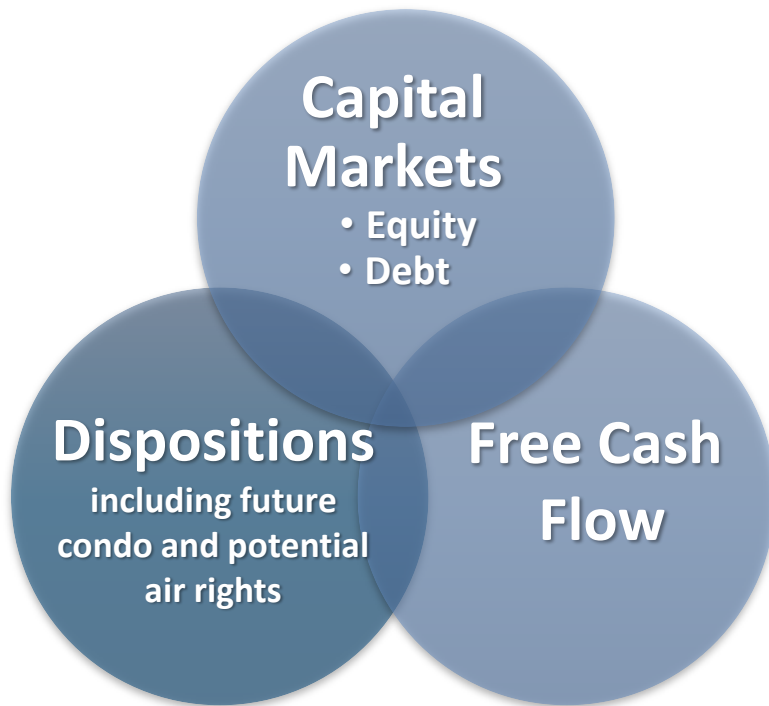 Capital
Markets
• Equity
• Debt
Dispositions
including future
condo and potential
air rights
Free Cash
Flow